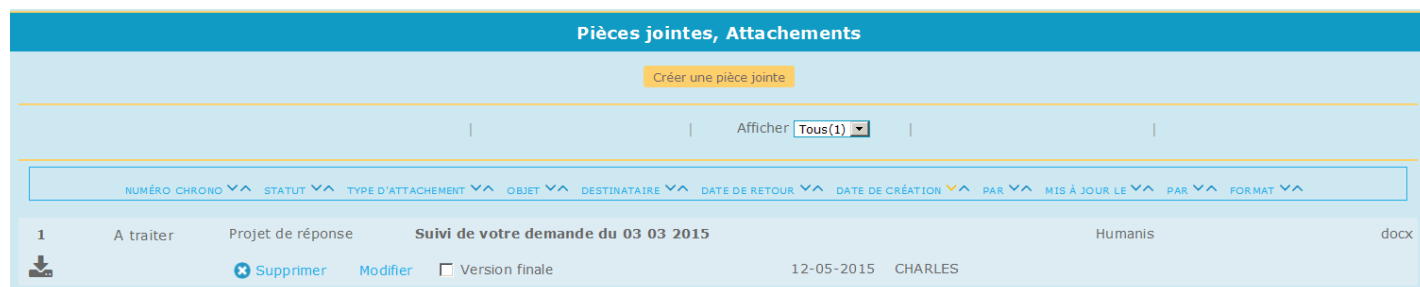 Pièces jointes, Attachements
Créer une pièce jointe
| | Afficher Tous(1) | |
NUMÉRO CHRONO STATUT TYPE D'ATTACHEMENT OBJET DESTINATAIRE DATE DE RETOUR DATE DE CRÉATION PAR MIS À JOUR LE PAR FORMAT
1 A traiter Projet de réponse Suivi de votre demande du 03 03 2015 Humanis docx
Supprimer Modifier Version finale 12-05-2015 CHARLES